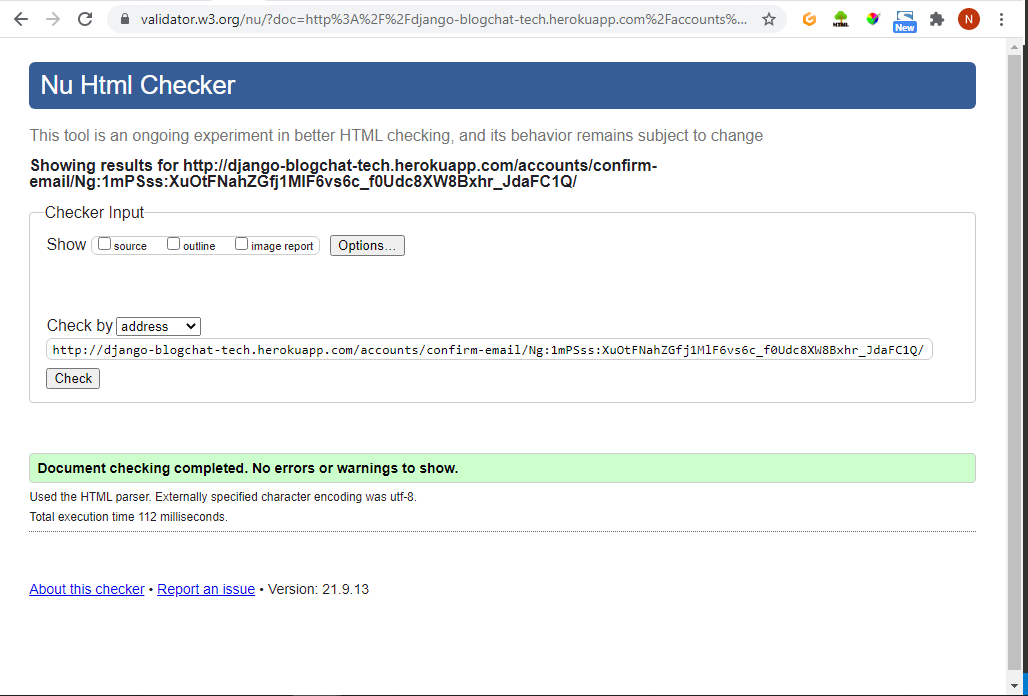 validator.w3.org/nu/?doc=http%3A%2F%2Fdjango-blogchat-tech.herokuapp.com%2Faccounts%...
HTML
New
N
Nu Html Checker
This tool is an ongoing experiment in better HTML checking, and its behavior remains subject to change
Showing results for http://django-blogchat-tech.herokuapp.com/accounts/confirm-
email/Ng:1mPSss:XuOtFNahZGfj1MlF6vs6c_f0Udc8XW8Bxhr_JdaFC1Q/
Checker Input
Show source outline image report Options...
Check by address
http://django-blogchat-tech.herokuapp.com/accounts/confirm-email/Ng:1mPSss:XuOtFNahZGfj1MlF6vs6c_f0Udc8XW8Bxhr_JdaFC1Q/
Check
Document checking completed. No errors or warnings to show.
Used the HTML parser. Externally specified character encoding was utf-8.
Total execution time 112 milliseconds.
About this checker • Report an issue • Version: 21.9.13